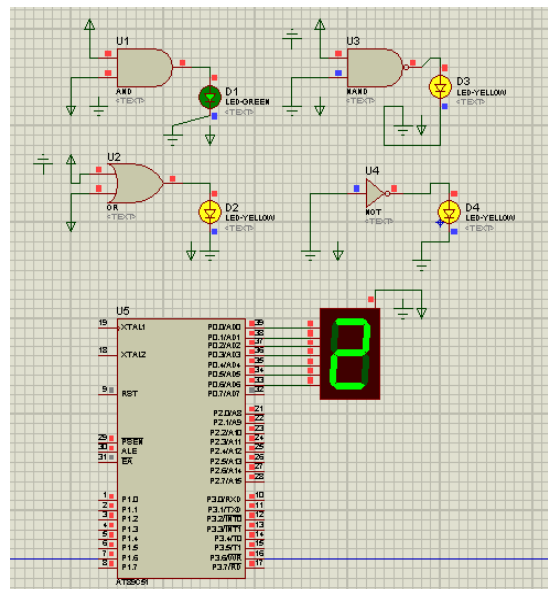 U1
AND
<TEXT>
D1
LED-GREEN
<TEXT>
U3
NAND
<TEXT>
D3
LED-YELLOW
<TEXT>
U2
OR
<TEXT>
D2
LED-YELLOW
<TEXT>
U4
NOT
<TEXT>
D4
LED-YELLOW
<TEXT>
U5
19 XTAL1 P0.0/AD0 39
P0.1/AD1 38
P0.2/AD2 37
18 XTAL2 P0.3/AD3 36
P0.4/AD4 35
P0.5/AD5 34
P0.6/AD6 33
9 RST P0.7/AD7 32
P2.0/A8 21
P2.1/A9 22
P2.2/A10 23
29 PSEN P2.3/A11 24
30 ALE P2.4/A12 25
31 EA P2.5/A13 26
P2.6/A14 27
P2.7/A15 28
1 P1.0 P3.0/RXD 10
2 P1.1 P3.1/TXD 11
3 P1.2 P3.2/INT0 12
4 P1.3 P3.3/INT1 13
5 P1.4 P3.4/T0 14
6 P1.5 P3.5/T1 15
7 P1.6 P3.6/WR 16
8 P1.7 P3.7/RD 17
AT89C51
2